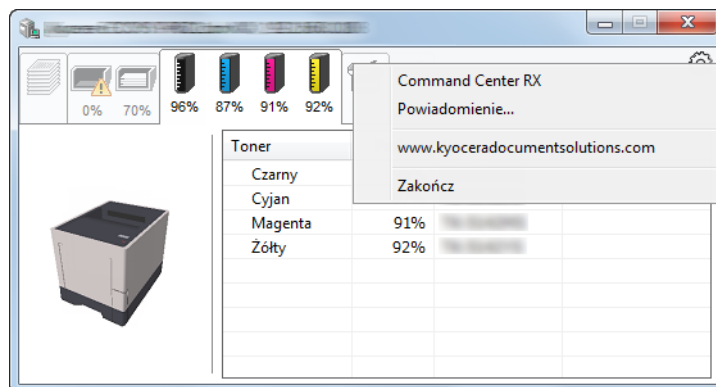 0% 70% 96% 87% 91% 92%
Command Center RX
Powiadomienie...
www.kyoceradocumentsolutions.com
Zakończ
Toner
Czarny
Cyjan
Magenta 91%
Żółty 92%